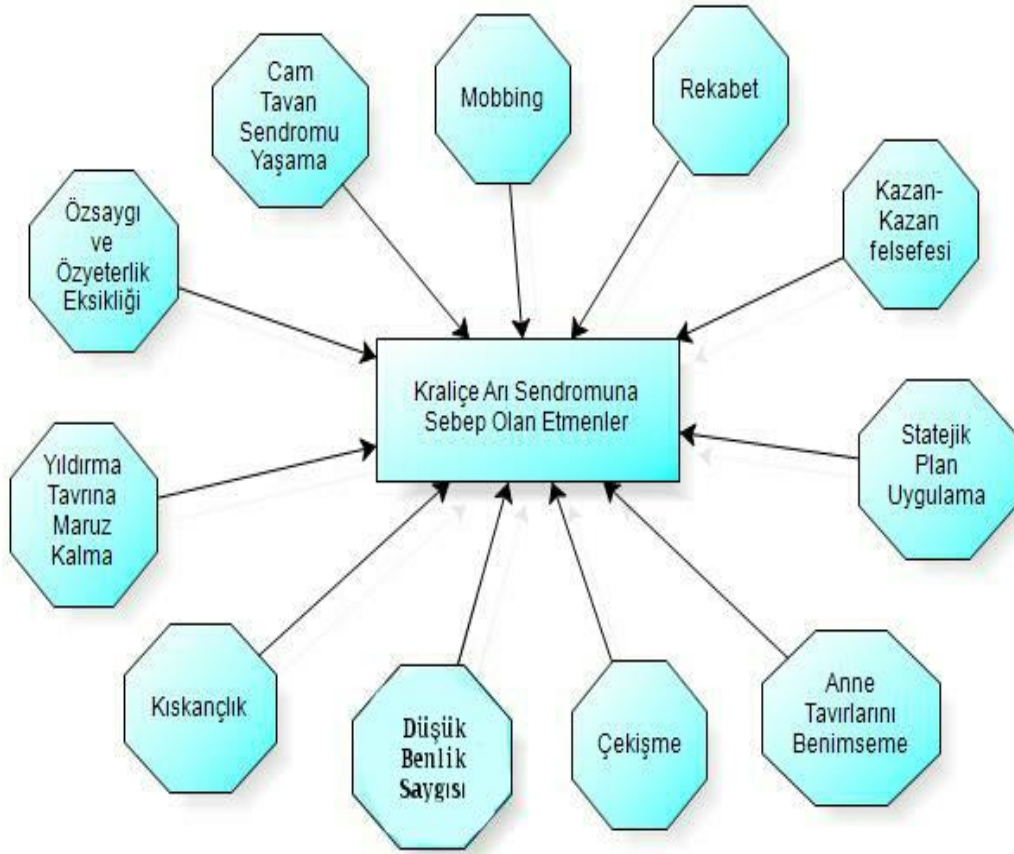 Cam
Tavan
Sendromu
Yaşama
Mobbing
Rekabet
Kazan-
Kazan
felsefesi
Özsaygı
ve
Özyeterlik
Eksikliği
Kraliçe Arı Sendromuna
Sebep Olan Etmenler
Statejik
Plan
Uygulama
Yıldırma
Tavrına
Maruz
Kalma
Kıskançlık
Düşük
Benlik
Saygısı
Çekişme
Anne
Tavırlarını
Benimseme